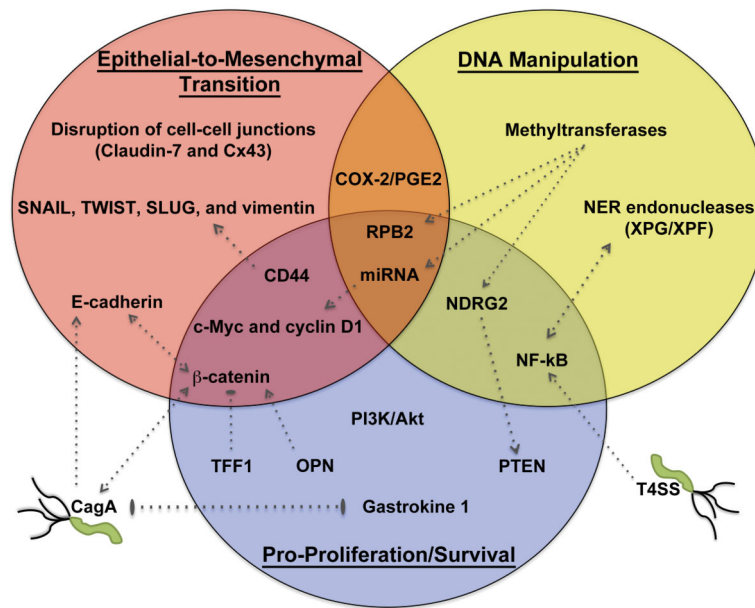 Epithelial-to-Mesenchymal
Transition
DNA Manipulation
Disruption of cell-cell junctions
(Claudin-7 and Cx43)
Methyltransferases
COX-2/PGE2
SNAIL, TWIST, SLUG, and vimentin
NER endonucleases
(XPG/XPF)
RPB2
CD44
miRNA
E-cadherin
NDRG2
c-Myc and cyclin D1
NF-kB
β-catenin
PI3K/Akt
TFF1
OPN
PTEN
T4SS
CagA
Gastrokine 1
Pro-Proliferation/Survival